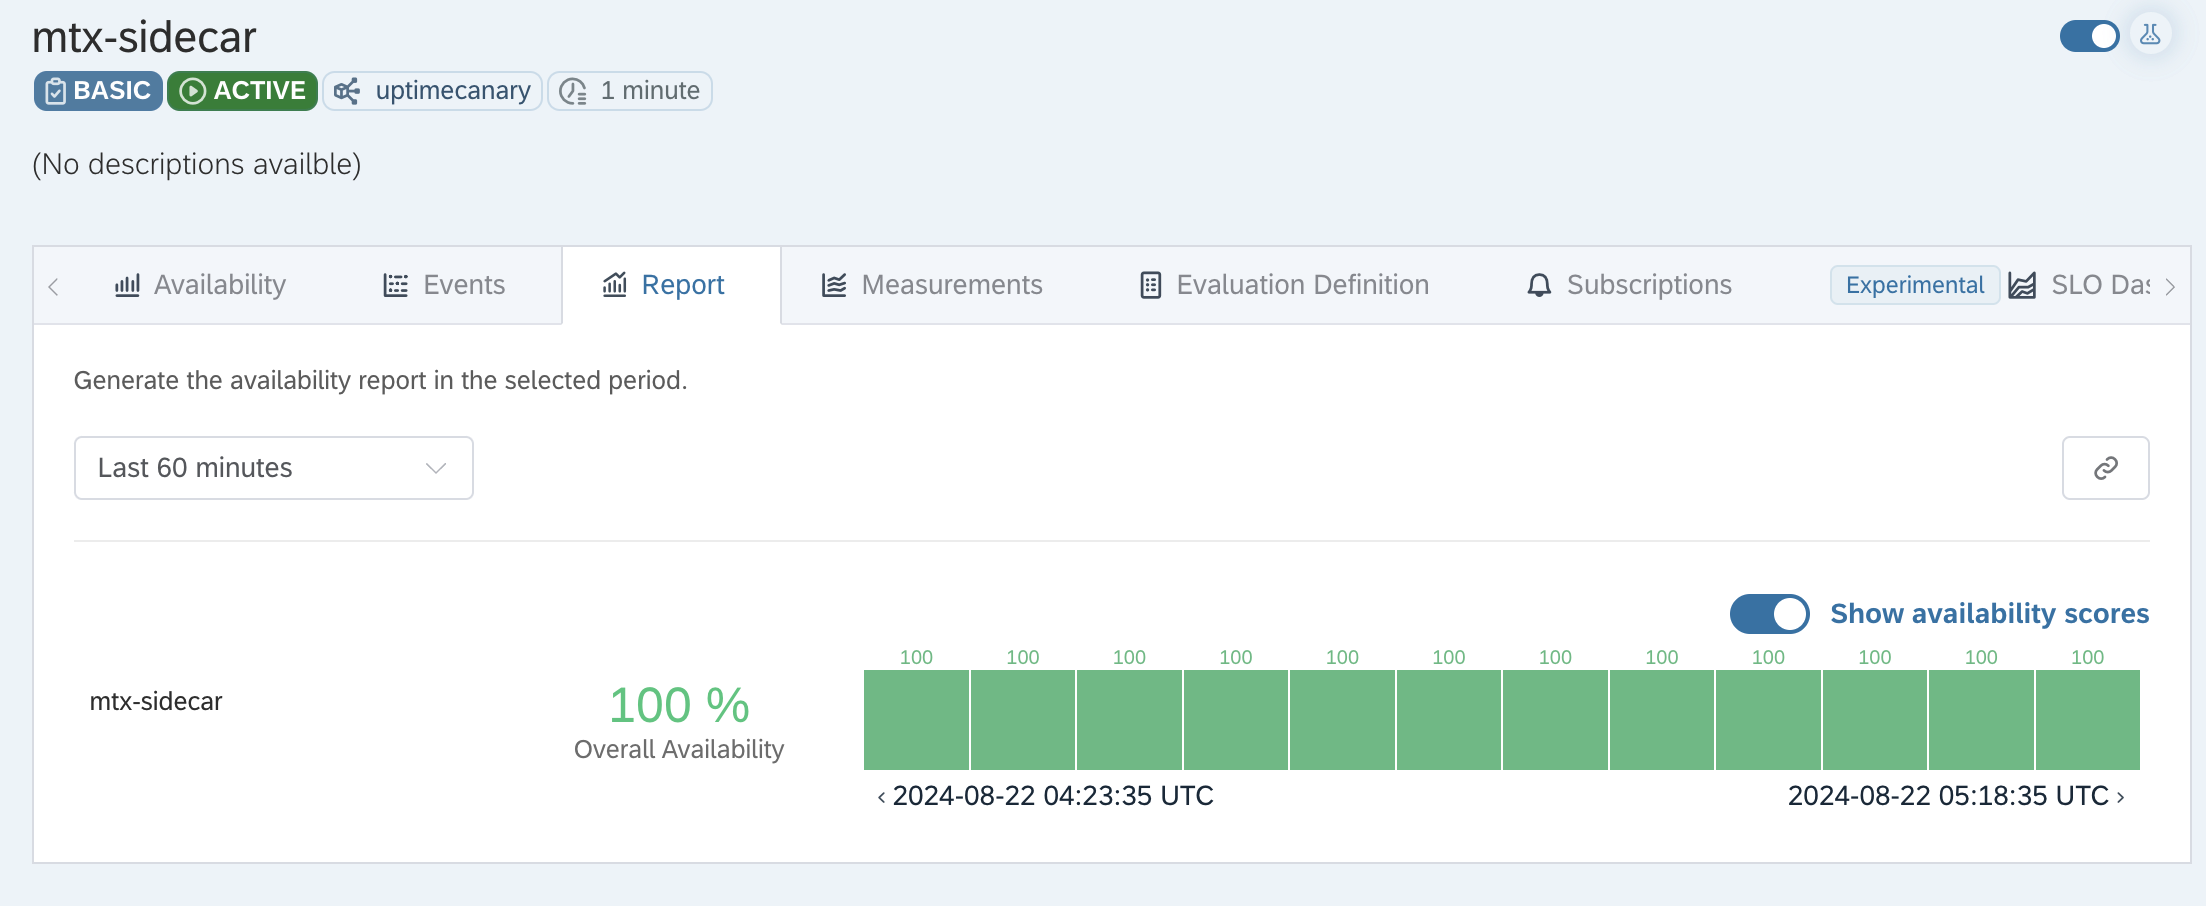 mtx-sidecar
BASIC ACTIVE uptimecanary 1 minute
(No descriptions availble)
Availability Events Report Measurements Evaluation Definition Subscriptions Experimental SLO Das
Generate the availability report in the selected period.
Last 60 minutes
Show availability scores
100 100 100 100 100 100 100 100 100 100 100 100
mtx-sidecar
100 %
Overall Availability
‹ 2024-08-22 04:23:35 UTC 2024-08-22 05:18:35 UTC ›